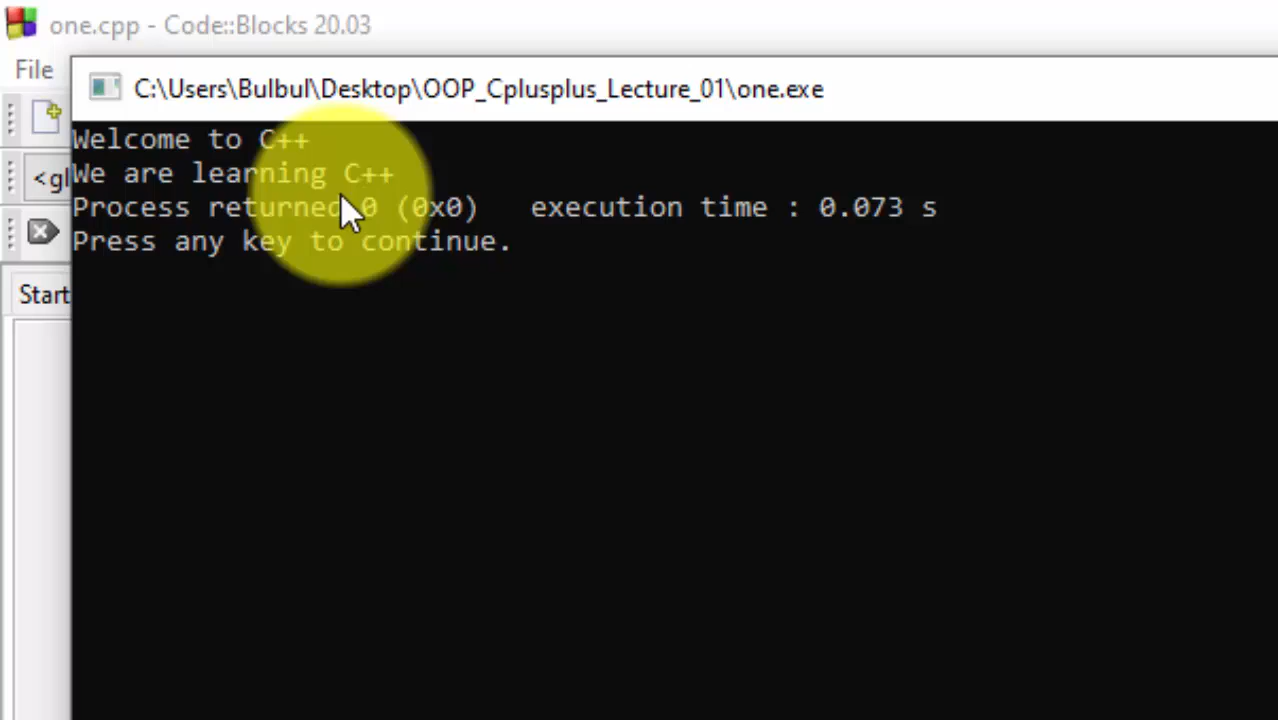 one.cpp - Code::Blocks 20.03
File
C:\Users\Bulbul\Desktop\OOP_Cplusplus_Lecture_01\one.exe
Welcome to C++
<gl
We are learning C++
Process returned 0 (0x0)   execution time : 0.073 s
Press any key to continue.
Start